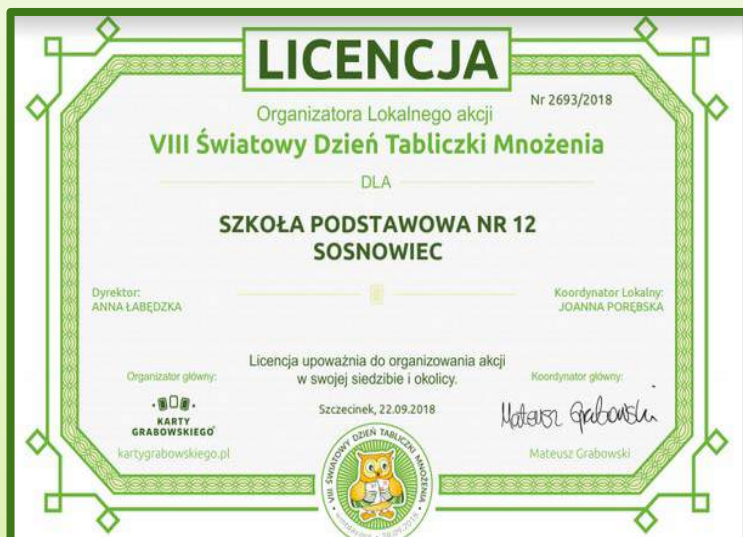 LICENCJA
Nr 2693/2018
Organizatora Lokalnego akcji
VIII Światowy Dzień Tabliczki Mnożenia
DLA
SZKOŁA PODSTAWOWA NR 12
SOSNOWIEC
Dyrektor:
ANNA ŁABĘDZKA
Koordynator Lokalny:
JOANNA PORĘBSKA
Licencja upoważnia do organizowania akcji
w swojej siedzibie i okolicy.
Organizator główny:
Koordynator główny:
Szczecinek, 22.09.2018
KARTY
GRABOWSKIEGO
Mateusz Grabowski
kartygrabowskiego.pl
Mateusz Grabowski
VIII ŚWIATOWY DZIEŃ TABLICZKI MNOŻENIA